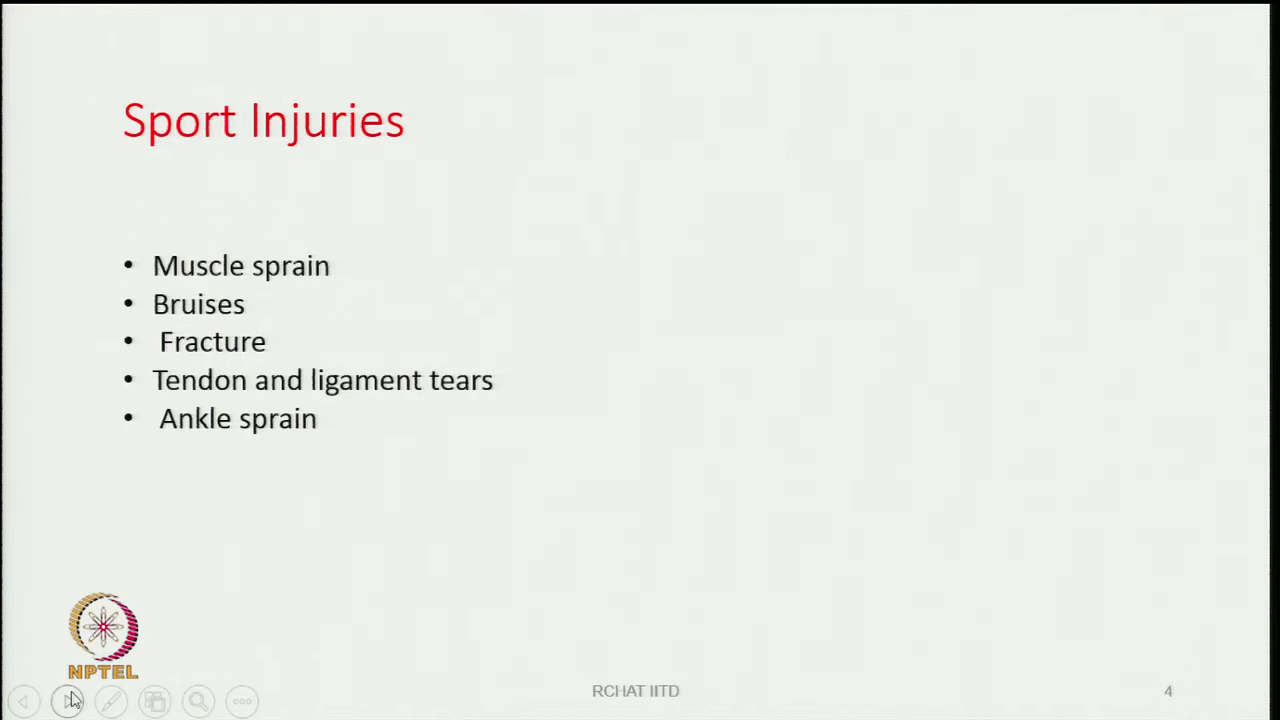 Sport Injuries
• Muscle sprain
• Bruises
• Fracture
• Tendon and ligament tears
• Ankle sprain
NPTEL
RCHAT IITD
4